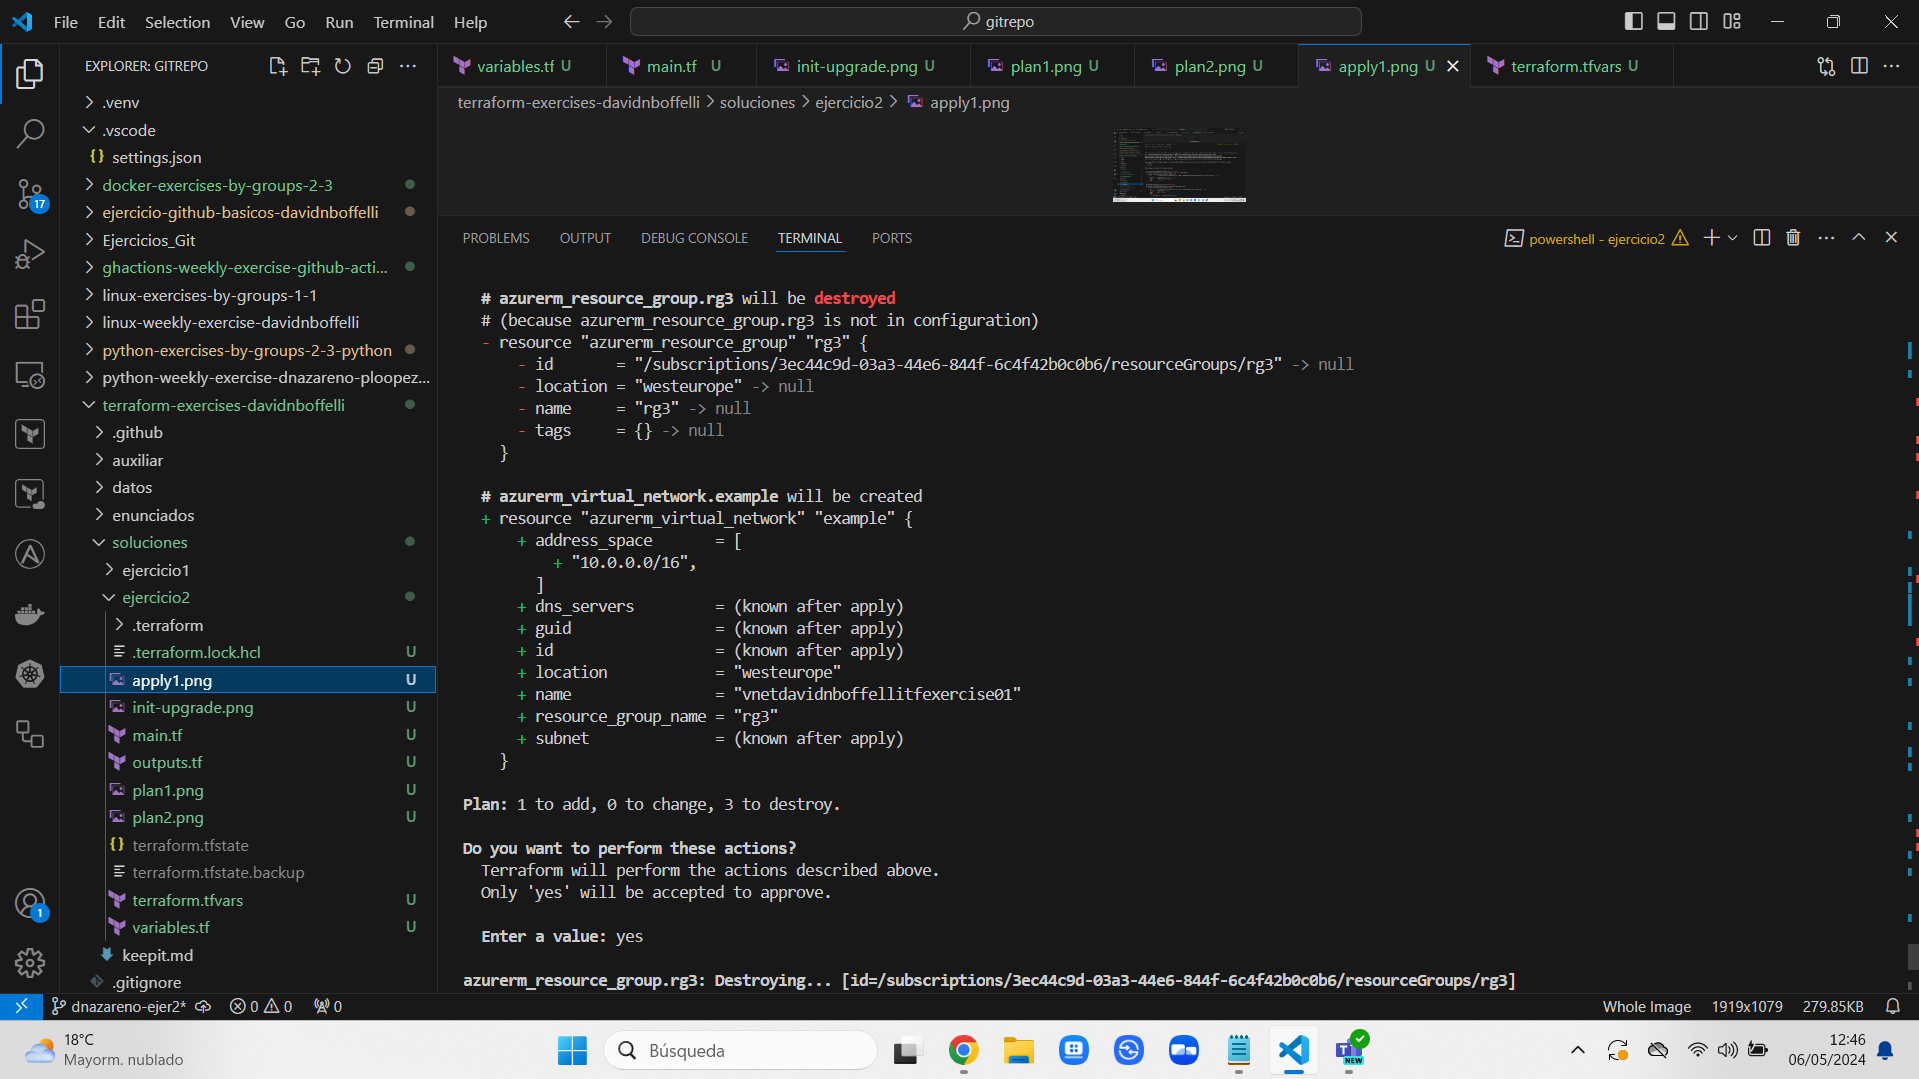 File Edit Selection View Go Run Terminal Help
gitrepo
EXPLORER: GITREPO
.venv
.vscode
settings.json
docker-exercises-by-groups-2-3
ejercicio-github-basicos-davidnboffelli
Ejercicios_Git
ghactions-weekly-exercise-github-acti...
linux-exercises-by-groups-1-1
linux-weekly-exercise-davidnboffelli
python-exercises-by-groups-2-3-python
python-weekly-exercise-dnazareno-ploopez...
terraform-exercises-davidnboffelli
.github
auxiliar
datos
enunciados
soluciones
ejercicio1
ejercicio2
.terraform
.terraform.lock.hcl U
apply1.png U
init-upgrade.png U
main.tf U
outputs.tf U
plan1.png U
plan2.png U
terraform.tfstate
terraform.tfstate.backup
terraform.tfvars U
variables.tf U
keepit.md
.gitignore
17
1
variables.tf U main.tf U init-upgrade.png U plan1.png U plan2.png U apply1.png U terraform.tfvars U
terraform-exercises-davidnboffelli > soluciones > ejercicio2 > apply1.png
PROBLEMS OUTPUT DEBUG CONSOLE TERMINAL PORTS
powershell - ejercicio2
# azurerm_resource_group.rg3 will be destroyed
# (because azurerm_resource_group.rg3 is not in configuration)
- resource "azurerm_resource_group" "rg3" {
- id = "/subscriptions/3ec44c9d-03a3-44e6-844f-6c4f42b0c0b6/resourceGroups/rg3" -> null
- location = "westeurope" -> null
- name = "rg3" -> null
- tags = {} -> null
}
# azurerm_virtual_network.example will be created
+ resource "azurerm_virtual_network" "example" {
+ address_space = [
+ "10.0.0.0/16",
]
+ dns_servers = (known after apply)
+ guid = (known after apply)
+ id = (known after apply)
+ location = "westeurope"
+ name = "vnetdavidnboffellitfexercise01"
+ resource_group_name = "rg3"
+ subnet = (known after apply)
}
Plan: 1 to add, 0 to change, 3 to destroy.
Do you want to perform these actions?
Terraform will perform the actions described above.
Only 'yes' will be accepted to approve.
Enter a value: yes
azurerm_resource_group.rg3: Destroying... [id=/subscriptions/3ec44c9d-03a3-44e6-844f-6c4f42b0c0b6/resourceGroups/rg3]
dnazareno-ejer2* 0 0 0
Whole Image 1919x1079 279.85KB
18°C
Mayorm. nublado
Búsqueda
NEW
12:46
06/05/2024